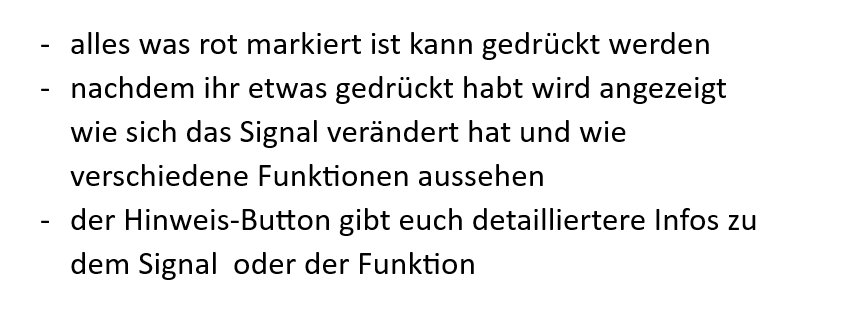 - alles was rot markiert ist kann gedrückt werden
- nachdem ihr etwas gedrückt habt wird angezeigt
wie sich das Signal verändert hat und wie
verschiedene Funktionen aussehen
- der Hinweis-Button gibt euch detailliertere Infos zu
dem Signal  oder der Funktion